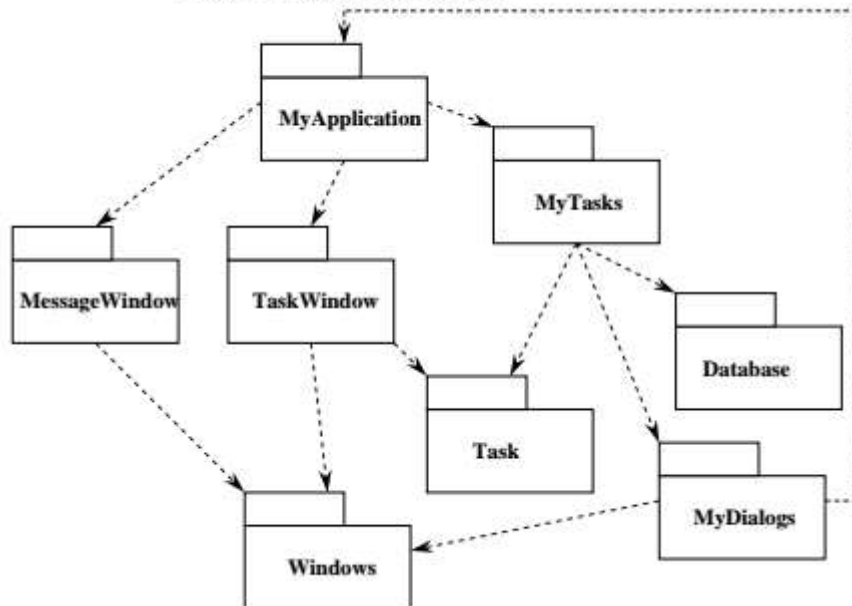 MyApplication
MyTasks
MessageWindow
TaskWindow
Database
Task
MyDialogs
Windows